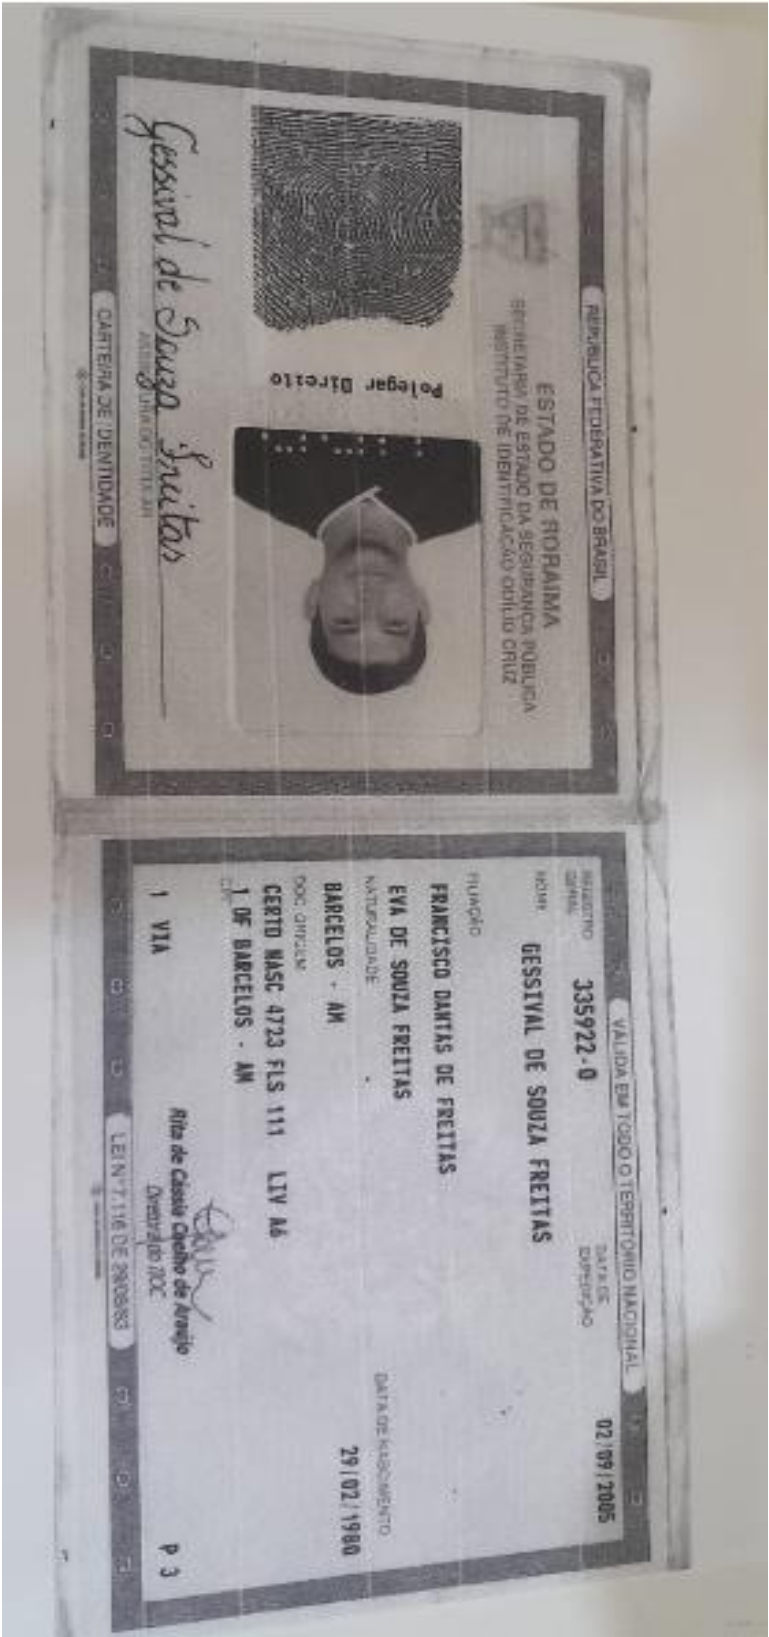 REPÚBLICA FEDERATIVA DO BRASIL
ESTADO DE RORAIMA
SECRETARIA DE ESTADO DA SEGURANÇA PÚBLICA
INSTITUTO DE IDENTIFICAÇÃO ODÍLIO CRUZ
Polegar Direito
Gessival de Souza Freitas
ASSINATURA DO TITULAR
CARTEIRA DE IDENTIDADE
VÁLIDA EM TODO O TERRITÓRIO NACIONAL
REGISTRO GERAL 335922-0 DATA DE EXPEDIÇÃO 02/09/2005
NOME GESSIVAL DE SOUZA FREITAS
FILIAÇÃO
FRANCISCO DANTAS DE FREITAS
EVA DE SOUZA FREITAS
NATURALIDADE DATA DE NASCIMENTO
BARCELOS - AM 29/02/1980
DOC. ORIGEM
CERTD NASC 4723 FLS 111 LIV A6
1 OF BARCELOS - AM
CPF
1 VIA P 3
Rita de Cássia Coelho de Araújo
LEI Nº 7.116 DE 29/08/83